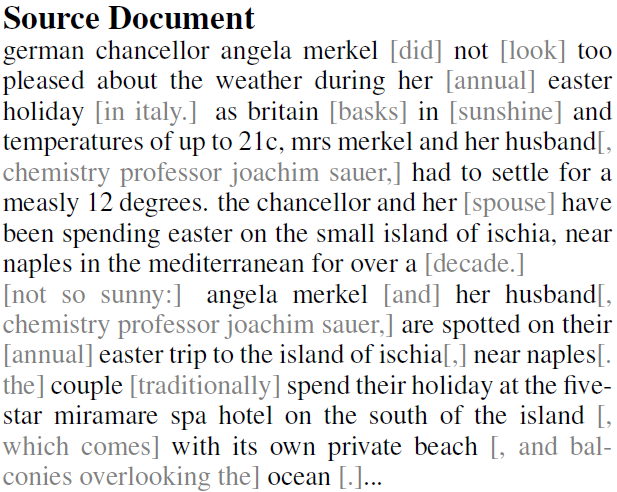 Source Document
german chancellor angela merkel [did] not [look] too
pleased about the weather during her [annual] easter
holiday [in italy.] as britain [basks] in [sunshine] and
temperatures of up to 21c, mrs merkel and her husband[,
chemistry professor joachim sauer,] had to settle for a
measly 12 degrees. the chancellor and her [spouse] have
been spending easter on the small island of ischia, near
naples in the mediterranean for over a [decade.]
[not so sunny:] angela merkel [and] her husband[,
chemistry professor joachim sauer,] are spotted on their
[annual] easter trip to the island of ischia[,] near naples[.
the] couple [traditionally] spend their holiday at the five-
star miramare spa hotel on the south of the island [,
which comes] with its own private beach [, and bal-
conies overlooking the] ocean [.]...